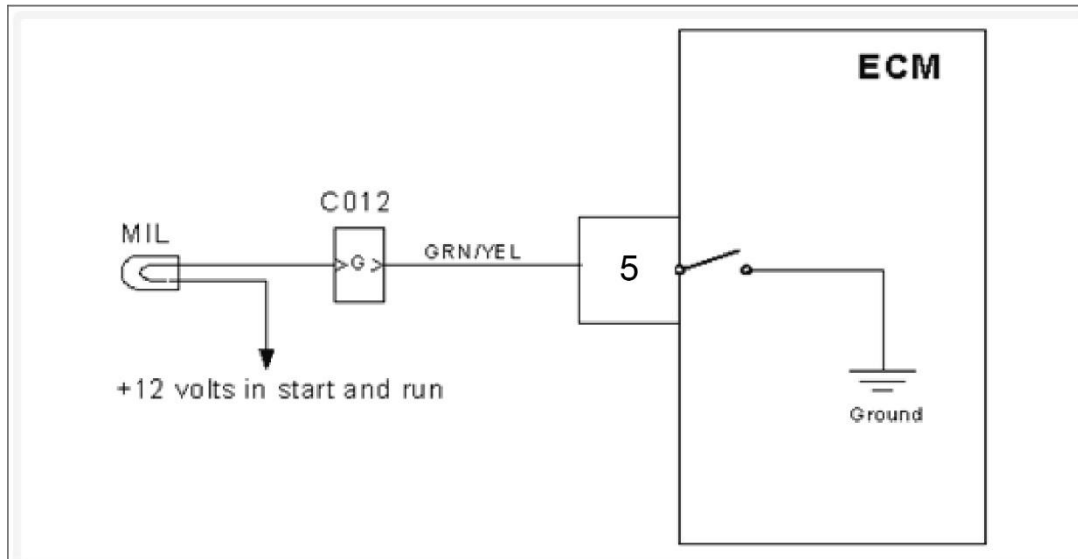 ECM
C012
MIL
G
GRN/YEL
5
+12 volts in start and run
Ground